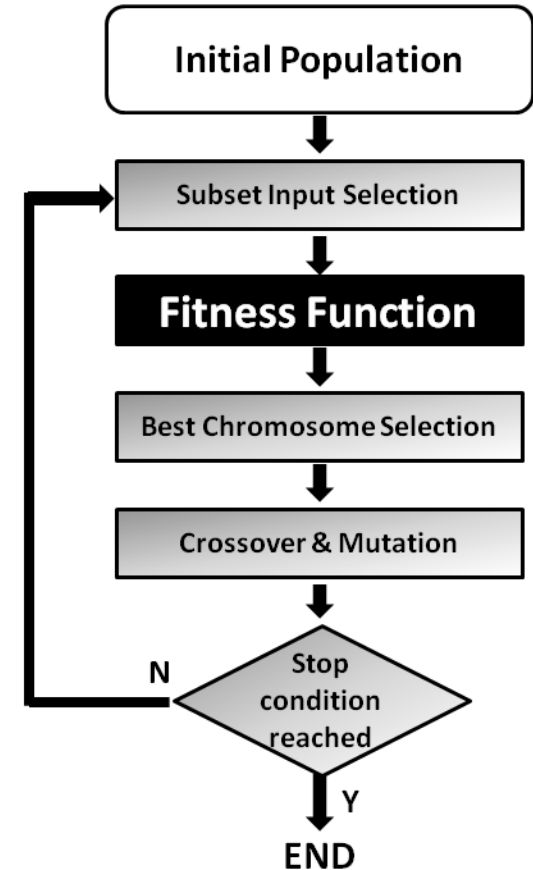 Initial Population
Subset Input Selection
Fitness Function
Best Chromosome Selection
Crossover & Mutation
Stop
condition
reached
N
Y
END